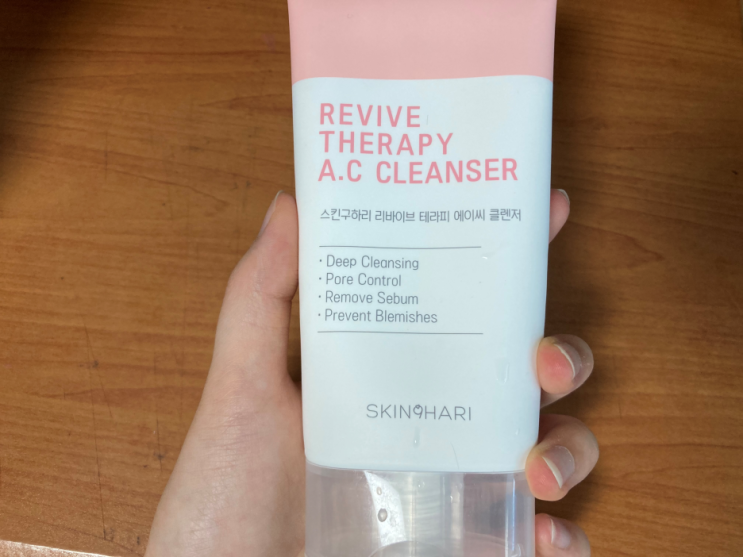 REVIVE
THERAPY
A.C CLEANSER
스킨구하리 리바이브 테라피 에이씨 클렌저
· Deep Cleansing
· Pore Control
· Remove Sebum
· Prevent Blemishes
SKIN9HARI